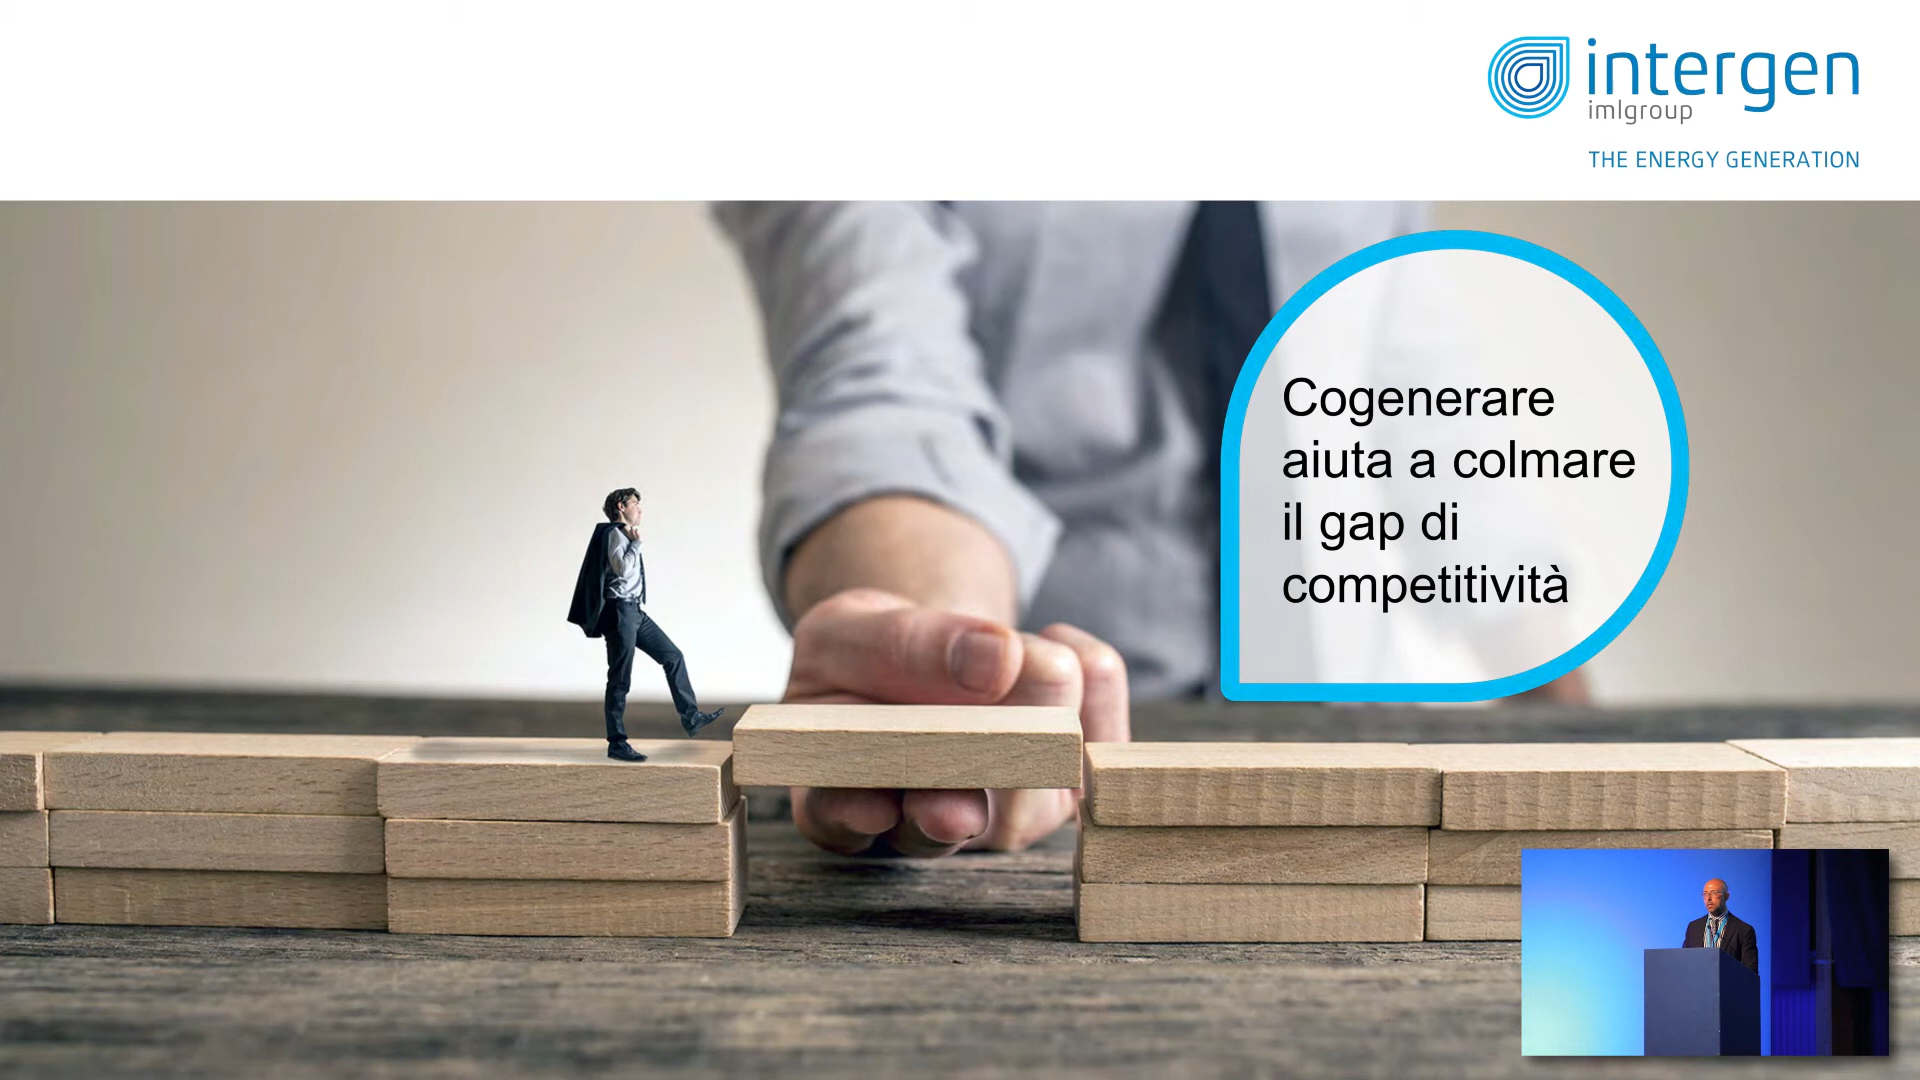 intergen
imlgroup
THE ENERGY GENERATION
Cogenerare
aiuta a colmare
il gap di
competitività